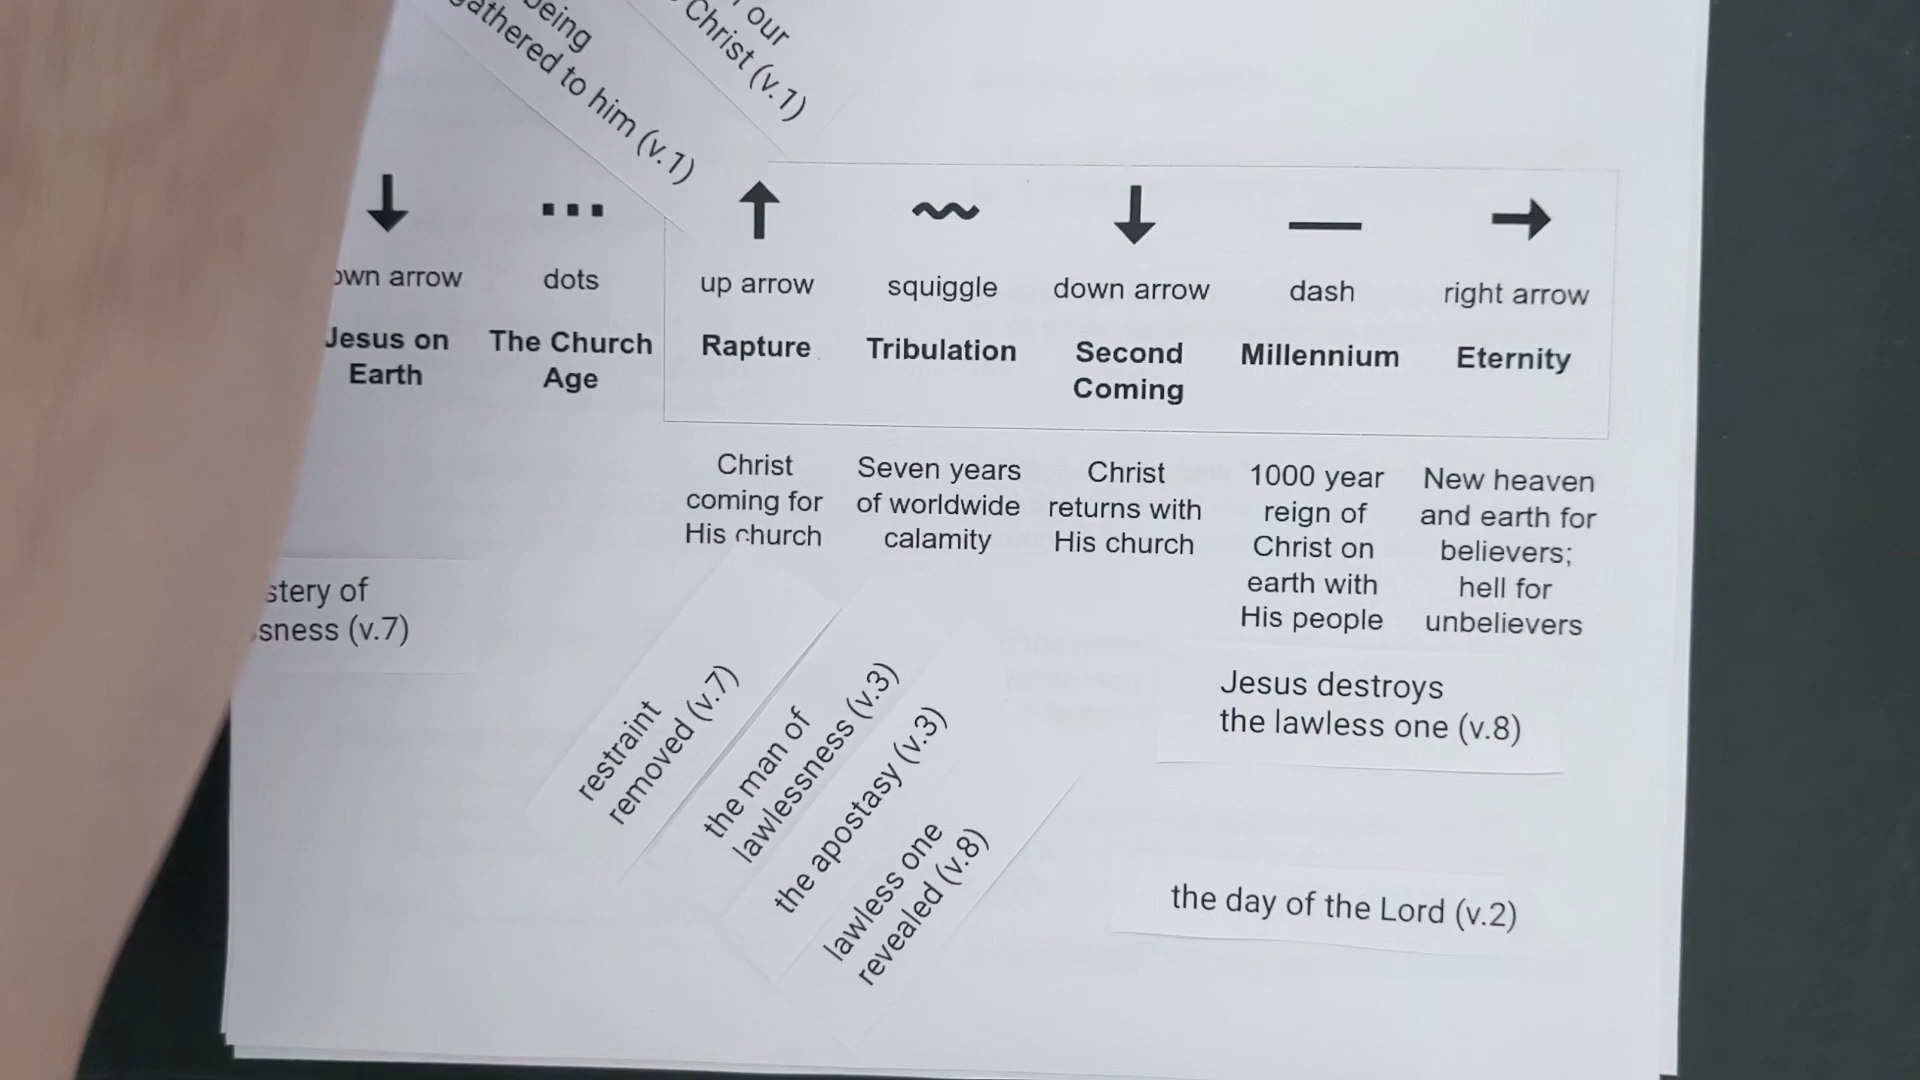 being
gathered to him (v.1)
our
Christ (v.1)
arrow
dots
up arrow
squiggle
down arrow
dash
right arrow
Jesus on
Earth
The Church
Age
Rapture
Tribulation
Second
Coming
Millennium
Eternity
Christ
coming for
His church
Seven years
of worldwide
calamity
Christ
returns with
His church
1000 year
reign of
Christ on
earth with
His people
New heaven
and earth for
believers;
hell for
unbelievers
of
(v.7)
restraint
removed (v.7)
the man of
lawlessness (v.3)
the apostasy (v.3)
lawless one
revealed (v.8)
Jesus destroys
the lawless one (v.8)
the day of the Lord (v.2)